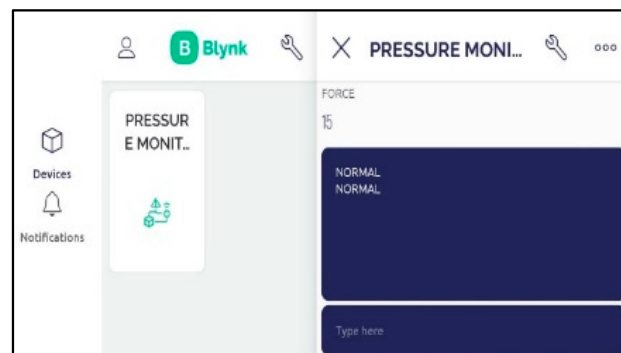 Blynk
PRESSURE MONI...
PRESSUR
E MONIT..
Devices
Notifications
FORCE
15
NORMAL
NORMAL
Type here